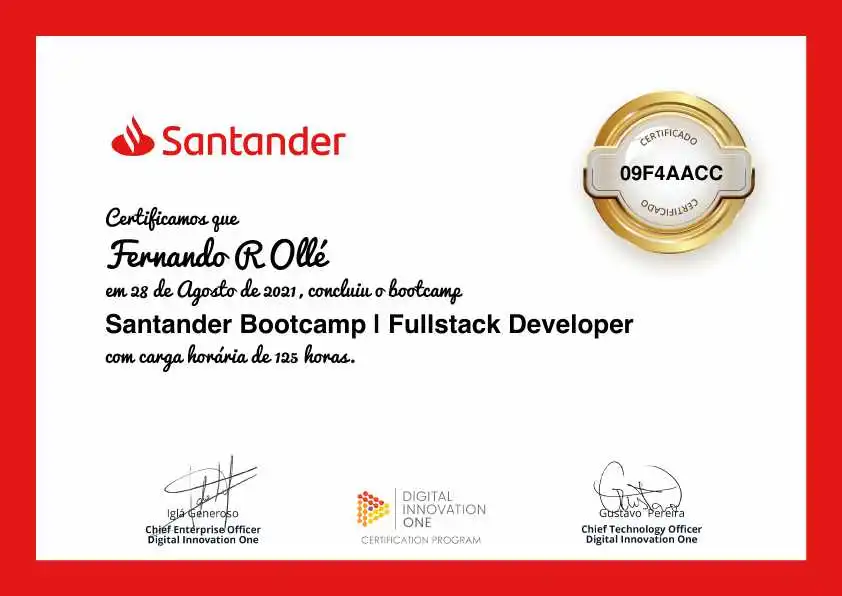 Santander
CERTIFICADO
09F4AACC
CERTIFICADO
Certificamos que
Fernando R Ollé
em 28 de Agosto de 2021, concluiu o bootcamp
Santander Bootcamp | Fullstack Developer
com carga horária de 125 horas.
Iglá Generoso
Chief Enterprise Officer
Digital Innovation One
DIGITAL
INNOVATION
ONE
CERTIFICATION PROGRAM
Gustavo Pereira
Chief Technology Officer
Digital Innovation One